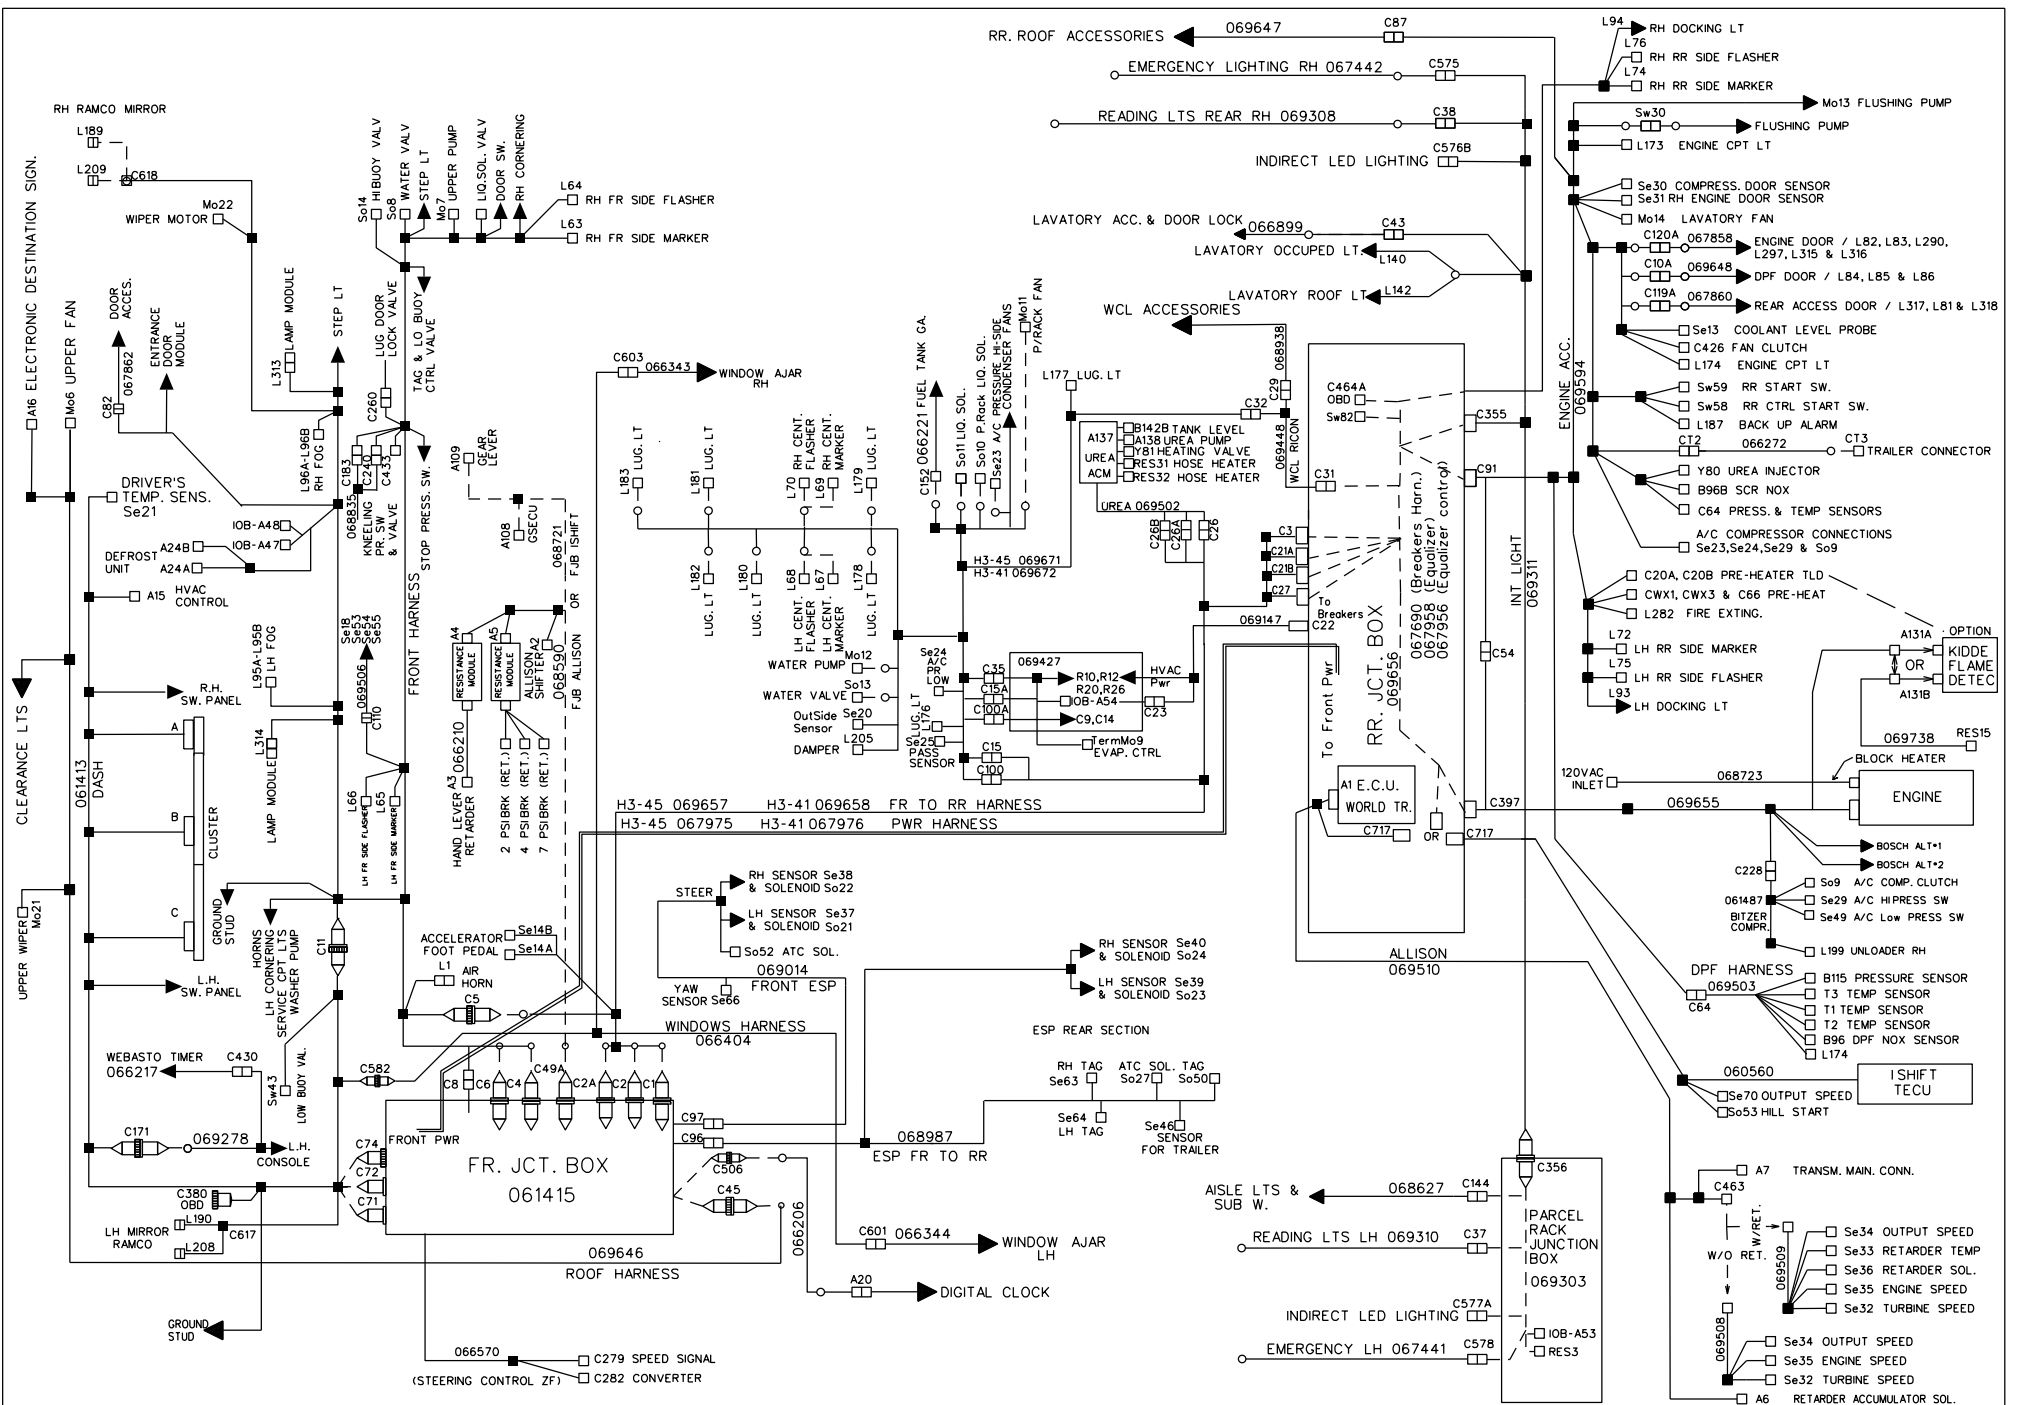 RR. ROOF ACCESSORIES
069647
C87
L94
RH DOCKING LT
L76
RH RR SIDE FLASHER
L74
RH RR SIDE MARKER
EMERGENCY LIGHTING RH 067442
C575
Mo13 FLUSHING PUMP
READING LTS REAR RH 069308
C38
Sw30
FLUSHING PUMP
L173 ENGINE CPT LT
INDIRECT LED LIGHTING
C576B
Se30 COMPRESS. DOOR SENSOR
Se31 RH ENGINE DOOR SENSOR
Mo14 LAVATORY FAN
C120A
067858
ENGINE DOOR / L82, L83, L290,
L297, L315 & L316
C10A
069648
DPF DOOR / L84, L85 & L86
C119A
067860
REAR ACCESS DOOR / L317, L81 & L318
Se13 COOLANT LEVEL PROBE
C426 FAN CLUTCH
L174 ENGINE CPT LT
Sw59 RR START SW.
Sw58 RR CTRL START SW.
L187 BACK UP ALARM
CT2
066272
CT3
TRAILER CONNECTOR
Y80 UREA INJECTOR
B96B SCR NOX
C64 PRESS. & TEMP SENSORS
A/C COMPRESSOR CONNECTIONS
Se23,Se24,Se29 & So9
C20A, C20B PRE-HEATER TLD
CWX1, CWX3 & C66 PRE-HEAT
L282 FIRE EXTING.
L72
LH RR SIDE MARKER
L75
LH RR SIDE FLASHER
L93
LH DOCKING LT
A131A
OPTION
KIDDE
FLAME
DETEC
OR
A131B
069738
RES15
120VAC
INLET
068723
BLOCK HEATER
ENGINE
069655
BOSCH ALT#1
BOSCH ALT#2
C228
061487
BITZER
COMPR.
So9 A/C COMP. CLUTCH
Se29 A/C HIPRESS SW
Se49 A/C Low PRESS SW
L199 UNLOADER RH
DPF HARNESS
069503
C64
B115 PRESSURE SENSOR
T3 TEMP SENSOR
T1 TEMP SENSOR
T2 TEMP SENSOR
B96 DPF NOX SENSOR
L174
060560
I SHIFT
TECU
Se70 OUTPUT SPEED
So53 HILL START
A7 TRANSM. MAIN. CONN.
C463
W/RET.
W/O RET.
069509
Se34 OUTPUT SPEED
Se33 RETARDER TEMP
Se36 RETARDER SOL.
Se35 ENGINE SPEED
Se32 TURBINE SPEED
069508
Se34 OUTPUT SPEED
Se35 ENGINE SPEED
Se32 TURBINE SPEED
A6 RETARDER ACCUMULATOR SOL.
ENGINE ACC.
069594
INT LIGHT
069311
LAVATORY ACC. & DOOR LOCK
066899
C43
LAVATORY OCCUPED LT.
L140
LAVATORY ROOF LT
L142
WCL ACCESSORIES
068938
C29
C32
L177 LUG. LT
069448
WCL RICON
C31
A137
UREA
ACM
B142B TANK LEVEL
A138 UREA PUMP
Y81 HEATING VALVE
RES31 HOSE HEATER
RES32 HOSE HEATER
UREA 069502
C26B
C26A
C26
C464A
OBD
Sw82
C355
C91
C3
C21A
C21B
C27
To
Breakers
C22
069147
C54
RR. JCT. BOX
069656
067690 (Breakers Harn.)
067958 (Equalizer)
067956 (Equalizer control)
To Front Pwr
A1 E.C.U.
WORLD TR.
C717
OR
C717
C397
ALLISON
069510
C356
PARCEL
RACK
JUNCTION
BOX
069303
AISLE LTS &
SUB W.
068627
C144
READING LTS LH 069310
C37
INDIRECT LED LIGHTING
C577A
EMERGENCY LH 067441
C578
IOB-A53
RES3
C152
066221 FUEL TANK GA.
So11 LIQ. SOL.
So10 P.Rack LIQ. SOL.
Se23 A/C PRESSURE HI-SIDE
CONDENSER FANS
Mo11
P/RACK FAN
H3-45 069671
H3-41 069672
069427
C35
C15A
C100A
R10, R12
R20, R26
IOB-A54
C9, C14
HVAC
Pwr
C23
TermMo9
EVAP. CTRL
C15
C100
Se24
A/C
PR
LOW
LUG. LT
L176
Se25
PASS
SENSOR
Mo12
WATER PUMP
So13
WATER VALVE
OutSide
Sensor
Se20
DAMPER
L205
C603
066343
WINDOW AJAR
RH
L183
LUG. LT
L181
LUG. LT
L70
RH CENT.
FLASHER
L69
RH CENT.
MARKER
L179
LUG. LT
L182
LUG. LT
L180
LUG. LT
L68
LH CENT.
FLASHER
L67
LH CENT.
MARKER
L178
LUG. LT
H3-45 069657 H3-41 069658 FR TO RR HARNESS
H3-45 067975 H3-41 067976 PWR HARNESS
STEER
RH SENSOR Se38
& SOLENOID So22
LH SENSOR Se37
& SOLENOID So21
So52 ATC SOL.
069014
FRONT ESP
YAW
SENSOR
Se66
RH SENSOR Se40
& SOLENOID So24
LH SENSOR Se39
& SOLENOID So23
ESP REAR SECTION
RH TAG
Se63
ATC SOL. TAG
So27
So50
Se64
LH TAG
Se46
SENSOR
FOR TRAILER
068987
ESP FR TO RR
WINDOWS HARNESS
066404
C97
C96
C506
C45
066206
C601
066344
WINDOW AJAR
LH
A20
DIGITAL CLOCK
069646
ROOF HARNESS
FR. JCT. BOX
061415
FRONT PWR
C8
C6
C4
C49A
C2A
C2
C1
C5
C582
C74
C72
C71
066570
(STEERING CONTROL ZF)
C279 SPEED SIGNAL
C282 CONVERTER
RH RAMCO MIRROR
L189
L209
C618
Mo22
WIPER MOTOR
A16 ELECTRONIC DESTINATION SIGN.
Mo6 UPPER FAN
DOOR
ACCES.
067862
C82
ENTRANCE
DOOR
MODULE
L313
LAMP MODULE
STEP LT
So14
HIBUOY VALV
So8
WATER VALV
STEP LT
Mo7
UPPER PUMP
LIQ.SOL. VALV
DOOR SW.
RH CORNERING
L64
RH FR SIDE FLASHER
L63
RH FR SIDE MARKER
LUG DOOR
LOCK VALVE
TAG & LO BUOY
CTRL VALVE
C260
L96A-L96B
RH FOG
C183
C240
C433
068835
KNEELING
PR. SW
& VALVE
STOP PRESS. SW.
DRIVER'S
TEMP. SENS.
Se21
IOB-A48
IOB-A47
DEFROST
UNIT
A24B
A24A
A15 HVAC
CONTROL
FRONT HARNESS
Se18
Se53
Se54
Se55
069506
C110
L95A-L95B
LH FOG
L314
LAMP MODULE
L66
LH FR SIDE FLASHER
L65
LH FR SIDE MARKER
A109
GEAR
LEVER
A108
GSECU
068721
FJB ALLISON OR FJB ISHIFT
068590
A4
RESISTANCE
MODULE
A5
RESISTANCE
MODULE
A2
ALLISON
SHIFTER
066210
A3
HAND LEVER
RETARDER
2 PSI BRK (RET.)
4 PSI BRK (RET.)
7 PSI BRK (RET.)
CLEARANCE LTS
061413
DASH
R.H.
SW. PANEL
A
B
C
CLUSTER
L.H.
SW. PANEL
UPPER WIPER
Mo21
GROUND
STUD
HORNS
LH CORNERING
SERVICE CPT LTS
WASHER PUMP
C11
ACCELERATOR
FOOT PEDAL
Se14B
Se14A
L1
AIR
HORN
WEBASTO TIMER
066217
C430
Sw43
LOW BUOY VAL.
C171
069278
L.H.
CONSOLE
C380
OBD
LH MIRROR
RAMCO
L190
C617
L208
GROUND
STUD